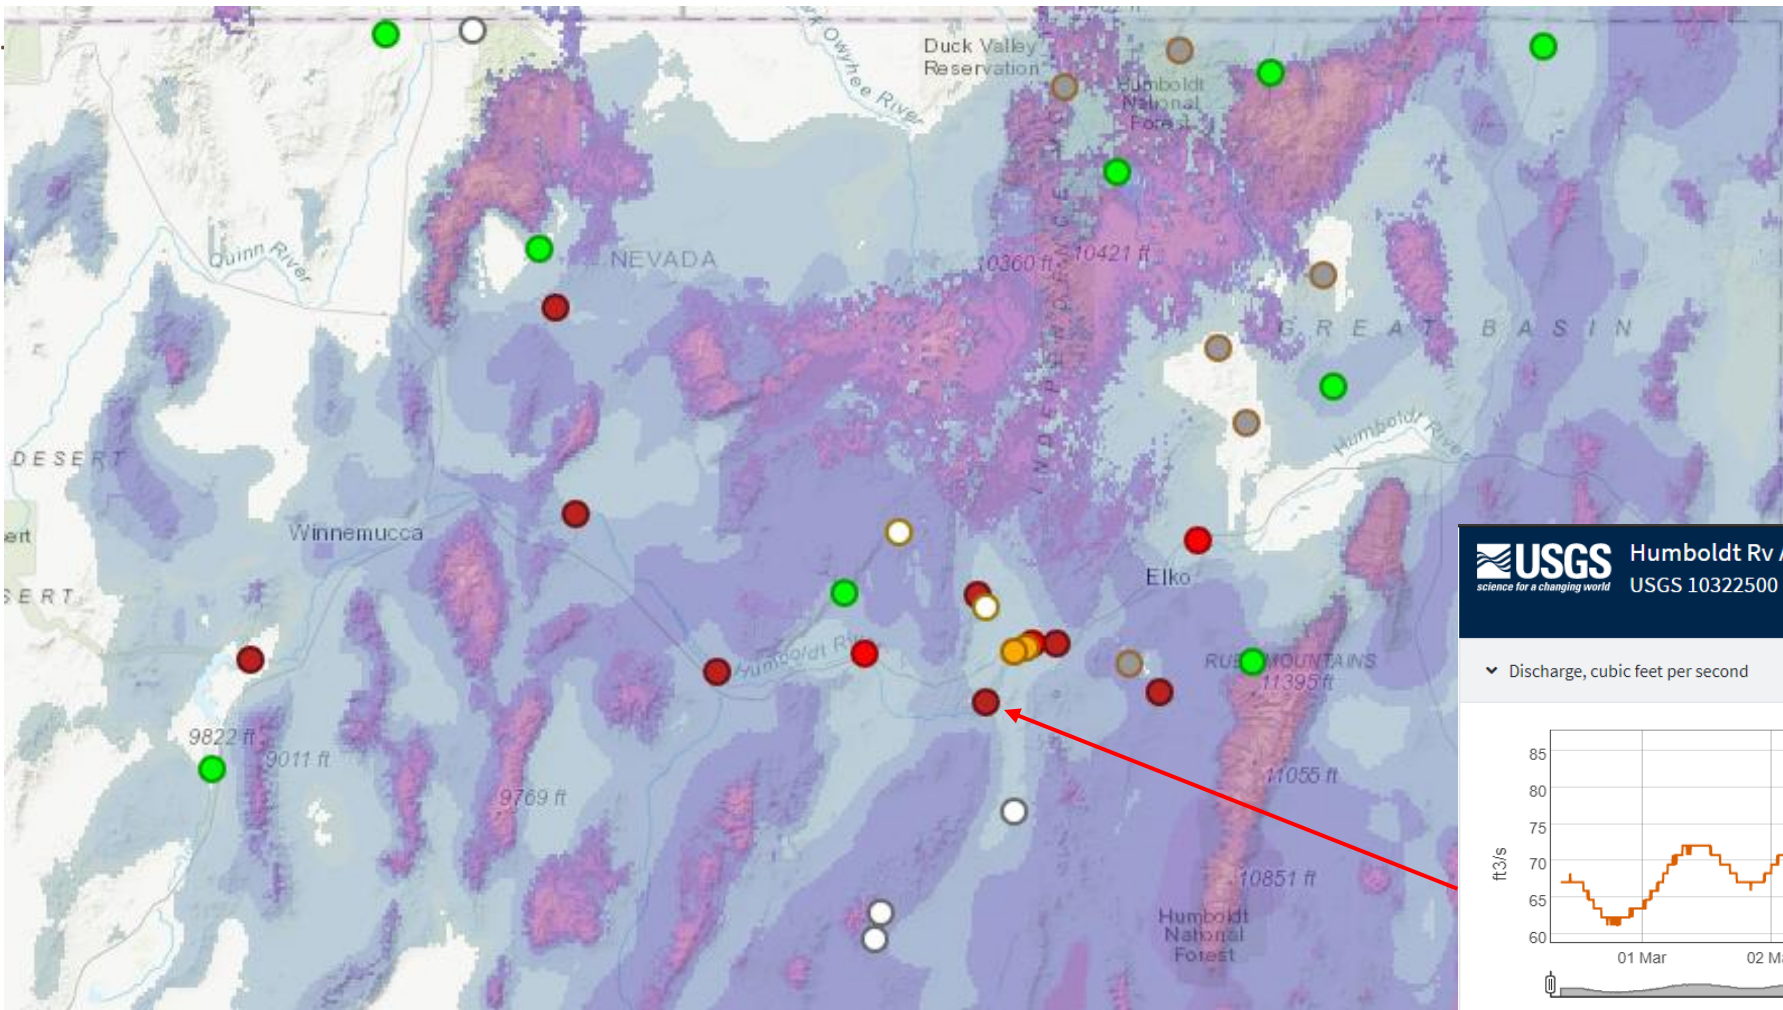 Owyhee River
Duck Valley
Reservation
Humboldt
National
Forest
Quinn River
NEVADA
10360 ft
10421 ft
INDEPENDENCE
GREAT BASIN
DESERT
Humboldt River
Winnemucca
ert
SERT
Elko
Humboldt Riv
RUBY MOUNTAINS
11395 ft
9822 ft
9011 ft
9769 ft
11055 ft
10851 ft
Humboldt
National
Forest
USGS
science for a changing world
Humboldt Rv A
USGS 10322500
Discharge, cubic feet per second
ft3/s
85
80
75
70
65
60
01 Mar
02 Ma